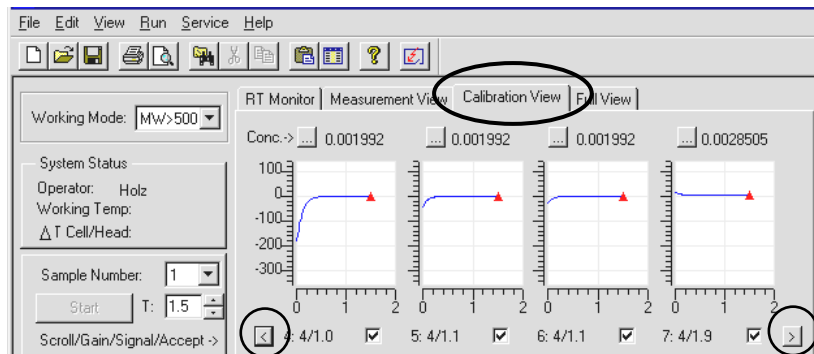 File Edit View Run Service Help
RT Monitor Measurement View Calibration View Full View
Working Mode: MW>500
Conc.-> ... 0.001992 ... 0.001992 ... 0.001992 ... 0.0028505
System Status
Operator: Holz
Working Temp:
Δ T Cell/Head:
100
0
-100
-200
-300
0 1 2 0 1 2 0 1 2 0 1 2
Sample Number: 1
Start T: 1.5
Scroll/Gain/Signal/Accept -> < 4: 4/1.0 5: 4/1.1 6: 4/1.1 7: 4/1.9 >